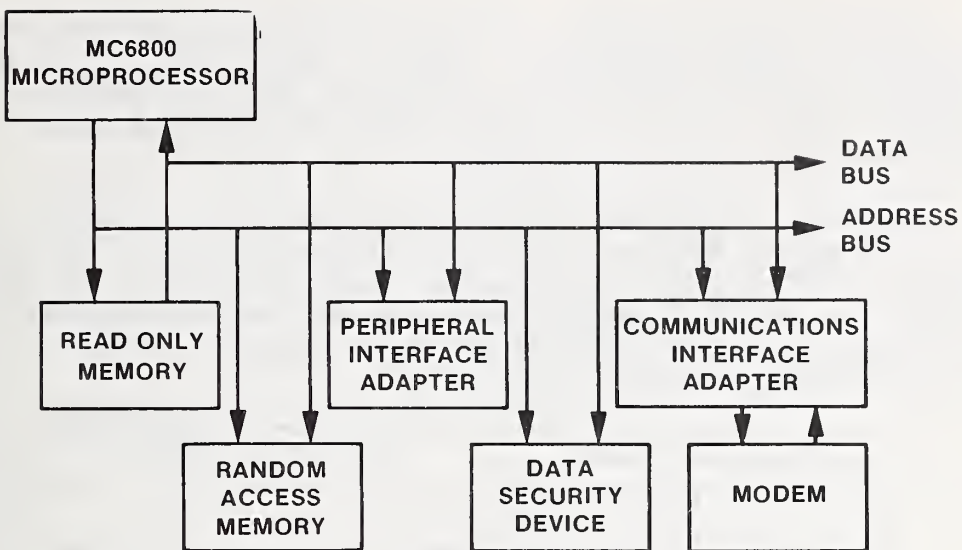 MC6800
MICROPROCESSOR
DATA
BUS
ADDRESS
BUS
READ ONLY
MEMORY
PERIPHERAL
INTERFACE
ADAPTER
COMMUNICATIONS
INTERFACE
ADAPTER
RANDOM
ACCESS
MEMORY
DATA
SECURITY
DEVICE
MODEM